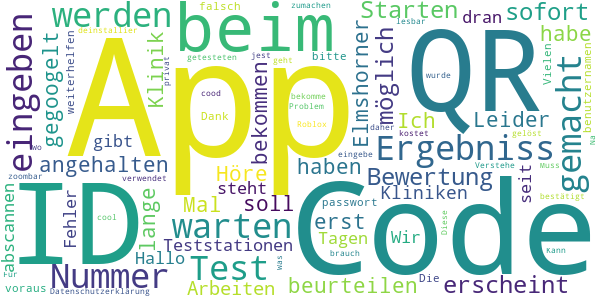 werden beim Starten falsch zumachen lesbar sofort
deinstallier dran
weiterhelfen Klinik getesteten bitte habe
eingeben gegoogelt App privat jest geht QR Vielen benutzernamen
wo cood bekomme Problem Elmshorner möglich
Dank Roblox wurde gemacht
gibt bekommen Ich Leider daher kostet gelöst Na
angehalten eingebe Ergebniss
zoombar verwendet Höre haben Bewertung Verstehe Muss
ID lange steht passwort Kliniken seit bestätigt
Fehler cool Mal soll Code
abscannen warten erst Tagen Wir Diese
Hallo Teststationen brauch
Für Nummer Test Was Die Kann
voraus Datenschutzerklärung Arbeiten beurteilen erscheint